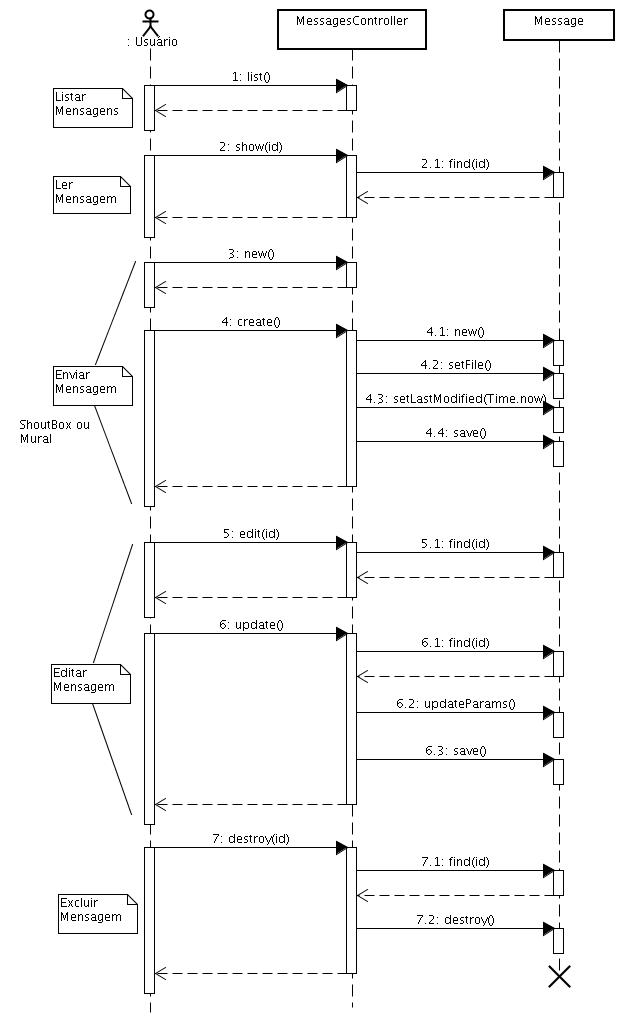 : Usuario
MessagesController
Message
1: list()
Listar
Mensagens
2: show(id)
2.1: find(id)
Ler
Mensagem
3: new()
4: create()
4.1: new()
4.2: setFile()
Enviar
Mensagem
4.3: setLastModified(Time.now)
ShoutBox ou
Mural
4.4: save()
5: edit(id)
5.1: find(id)
6: update()
6.1: find(id)
Editar
Mensagem
6.2: updateParams()
6.3: save()
7: destroy(id)
7.1: find(id)
Excluir
Mensagem
7.2: destroy()